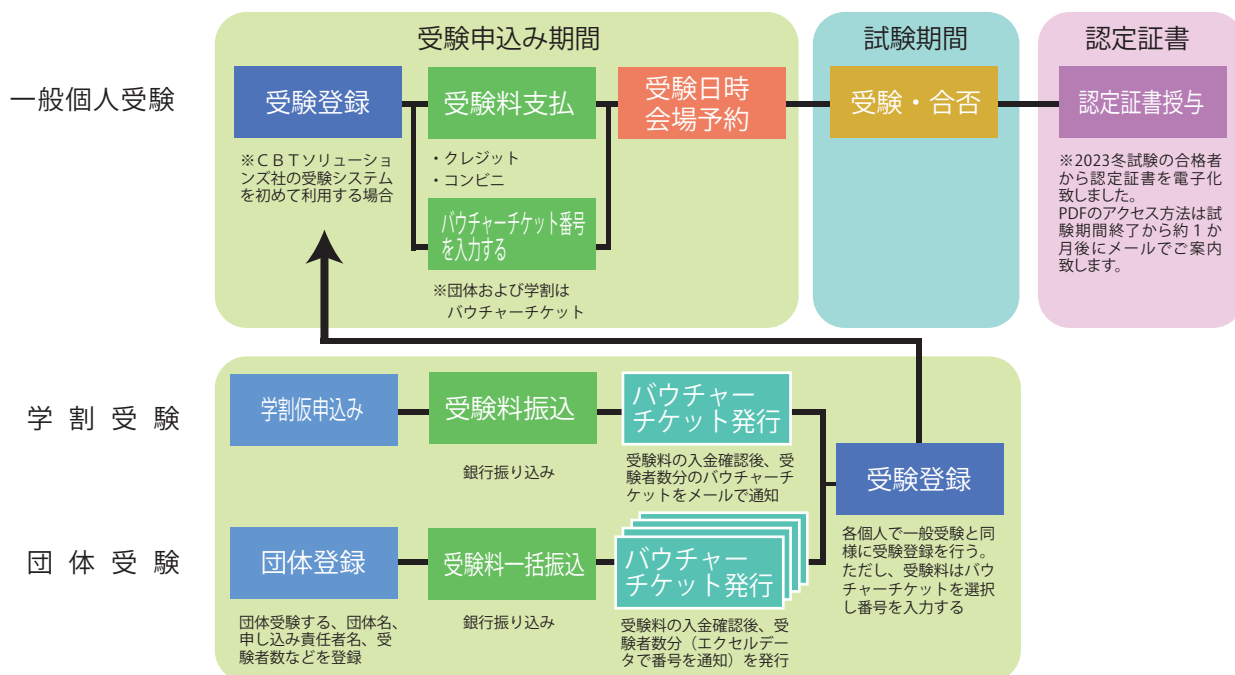 受験申込み期間
試験期間
認定証書
一般個人受験
受験登録
受験料支払
受験日時
会場予約
受験・合否
認定証書授与
※ＣＢＴソリューショ
ンズ社の受験システム
を初めて利用する場合
・クレジット
・コンビニ
バウチャーチケット番号
を入力する
※団体および学割は
バウチャーチケット
※2023冬試験の合格者
から認定証書を電子化
致しました。
PDFのアクセス方法は試
験期間終了から約１か
月後にメールでご案内
致します。
学割受験
学割仮申込み
受験料振込
バウチャー
チケット発行
銀行振り込み
受験料の入金確認後、受
験者数分のバウチャーチ
ケットをメールで通知
受験登録
各個人で一般受験と同
様に受験登録を行う。
ただし、受験料はバウ
チャーチケットを選択
し番号を入力する
団体受験
団体登録
受験料一括振込
バウチャー
チケット発行
団体受験する、団体名、
申し込み責任者名、受
験者数などを登録
銀行振り込み
受験料の入金確認後、受
験者数分（エクセルデー
タで番号を通知）を発行